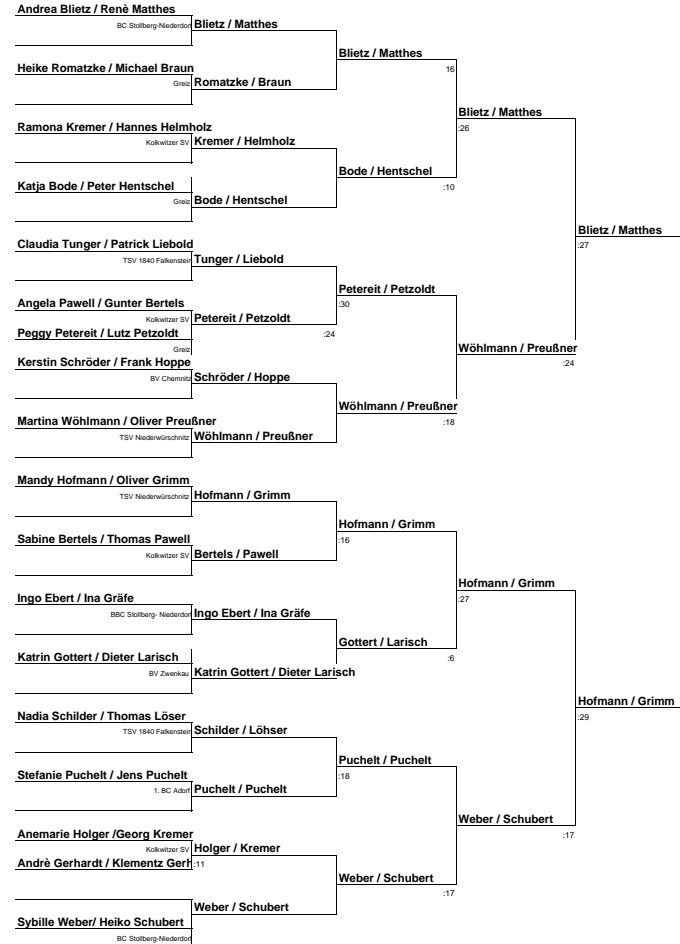 Andrea Blietz / Renè Matthes
BC Stollberg-Niederdorf
Blietz / Matthes
Blietz / Matthes
Heike Romatzke / Michael Braun
16
Greiz
Romatzke / Braun
Blietz / Matthes
:26
Ramona Kremer / Hannes Helmholz
Kolkwitzer SV
Kremer / Helmholz
Bode / Hentschel
:10
Katja Bode / Peter Hentschel
Greiz
Bode / Hentschel
Blietz / Matthes
:27
Claudia Tunger / Patrick Liebold
TSV 1840 Falkenstein
Tunger / Liebold
Petereit / Petzoldt
:30
Angela Pawell / Gunter Bertels
Kolkwitzer SV
Petereit / Petzoldt
:24
Peggy Petereit / Lutz Petzoldt
Greiz
Wöhlmann / Preußner
:24
Kerstin Schröder / Frank Hoppe
BV Chemnitz
Schröder / Hoppe
Wöhlmann / Preußner
:18
Martina Wöhlmann / Oliver Preußner
TSV Niederwürschnitz
Wöhlmann / Preußner
Mandy Hofmann / Oliver Grimm
TSV Niederwürschnitz
Hofmann / Grimm
Hofmann / Grimm
:16
Sabine Bertels / Thomas Pawell
Kolkwitzer SV
Bertels / Pawell
Hofmann / Grimm
:27
Ingo Ebert / Ina Gräfe
BBC Stollberg- Niederdorf
Ingo Ebert / Ina Gräfe
Gottert / Larisch
:6
Katrin Gottert / Dieter Larisch
BV Zwenkau
Katrin Gottert / Dieter Larisch
Hofmann / Grimm
:29
Nadia Schilder / Thomas Löser
TSV 1840 Falkenstein
Schilder / Löhser
Puchelt / Puchelt
:18
Stefanie Puchelt / Jens Puchelt
1. BC Adorf
Puchelt / Puchelt
Weber / Schubert
:17
Anemarie Holger /Georg Kremer
Kolkwitzer SV
Holger / Kremer
:11
Andrè Gerhardt / Klementz Gerh
Weber / Schubert
:17
Weber / Schubert
Sybille Weber/ Heiko Schubert
BC Stollberg-Niederdorf